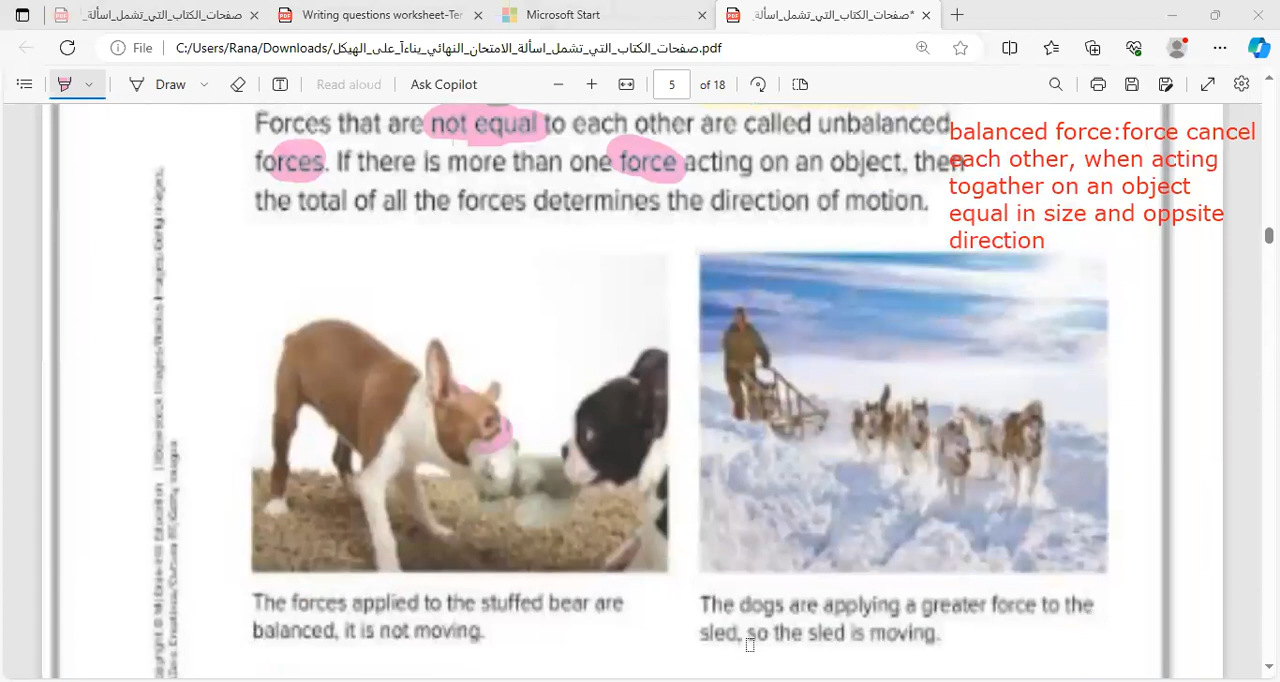 صفحات_الكتاب_التي_تشمل_اسألة_
Writing questions worksheet-Ter
Microsoft Start
*صفحات_الكتاب_التي_تشمل_اسألة_
File
C:/Users/Rana/Downloads/صفحات_الكتاب_التي_تشمل_اسألة_الامتحان_النهائي_بناءاً_على_الهيكل.pdf
Draw
Read aloud
Ask Copilot
5
of 18
Forces that are not equal to each other are called unbalanced
forces. If there is more than one force acting on an object, then
the total of all the forces determines the direction of motion.
balanced force:force cancel
each other, when acting
togather on an object
equal in size and oppsite
direction
The forces applied to the stuffed bear are
balanced, it is not moving.
The dogs are applying a greater force to the
sled, so the sled is moving.